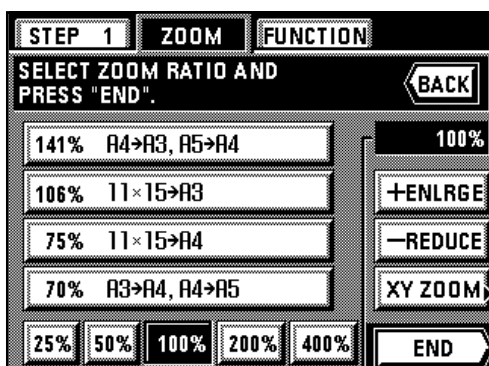 STEP 1 ZOOM FUNCTION
SELECT ZOOM RATIO AND
PRESS "END".
BACK
100%
141% A4→A3, A5→A4
106% 11×15→A3
+ENLRGE
75% 11×15→A4
−REDUCE
70% A3→A4, A4→A5
XY ZOOM
25% 50% 100% 200% 400%
END